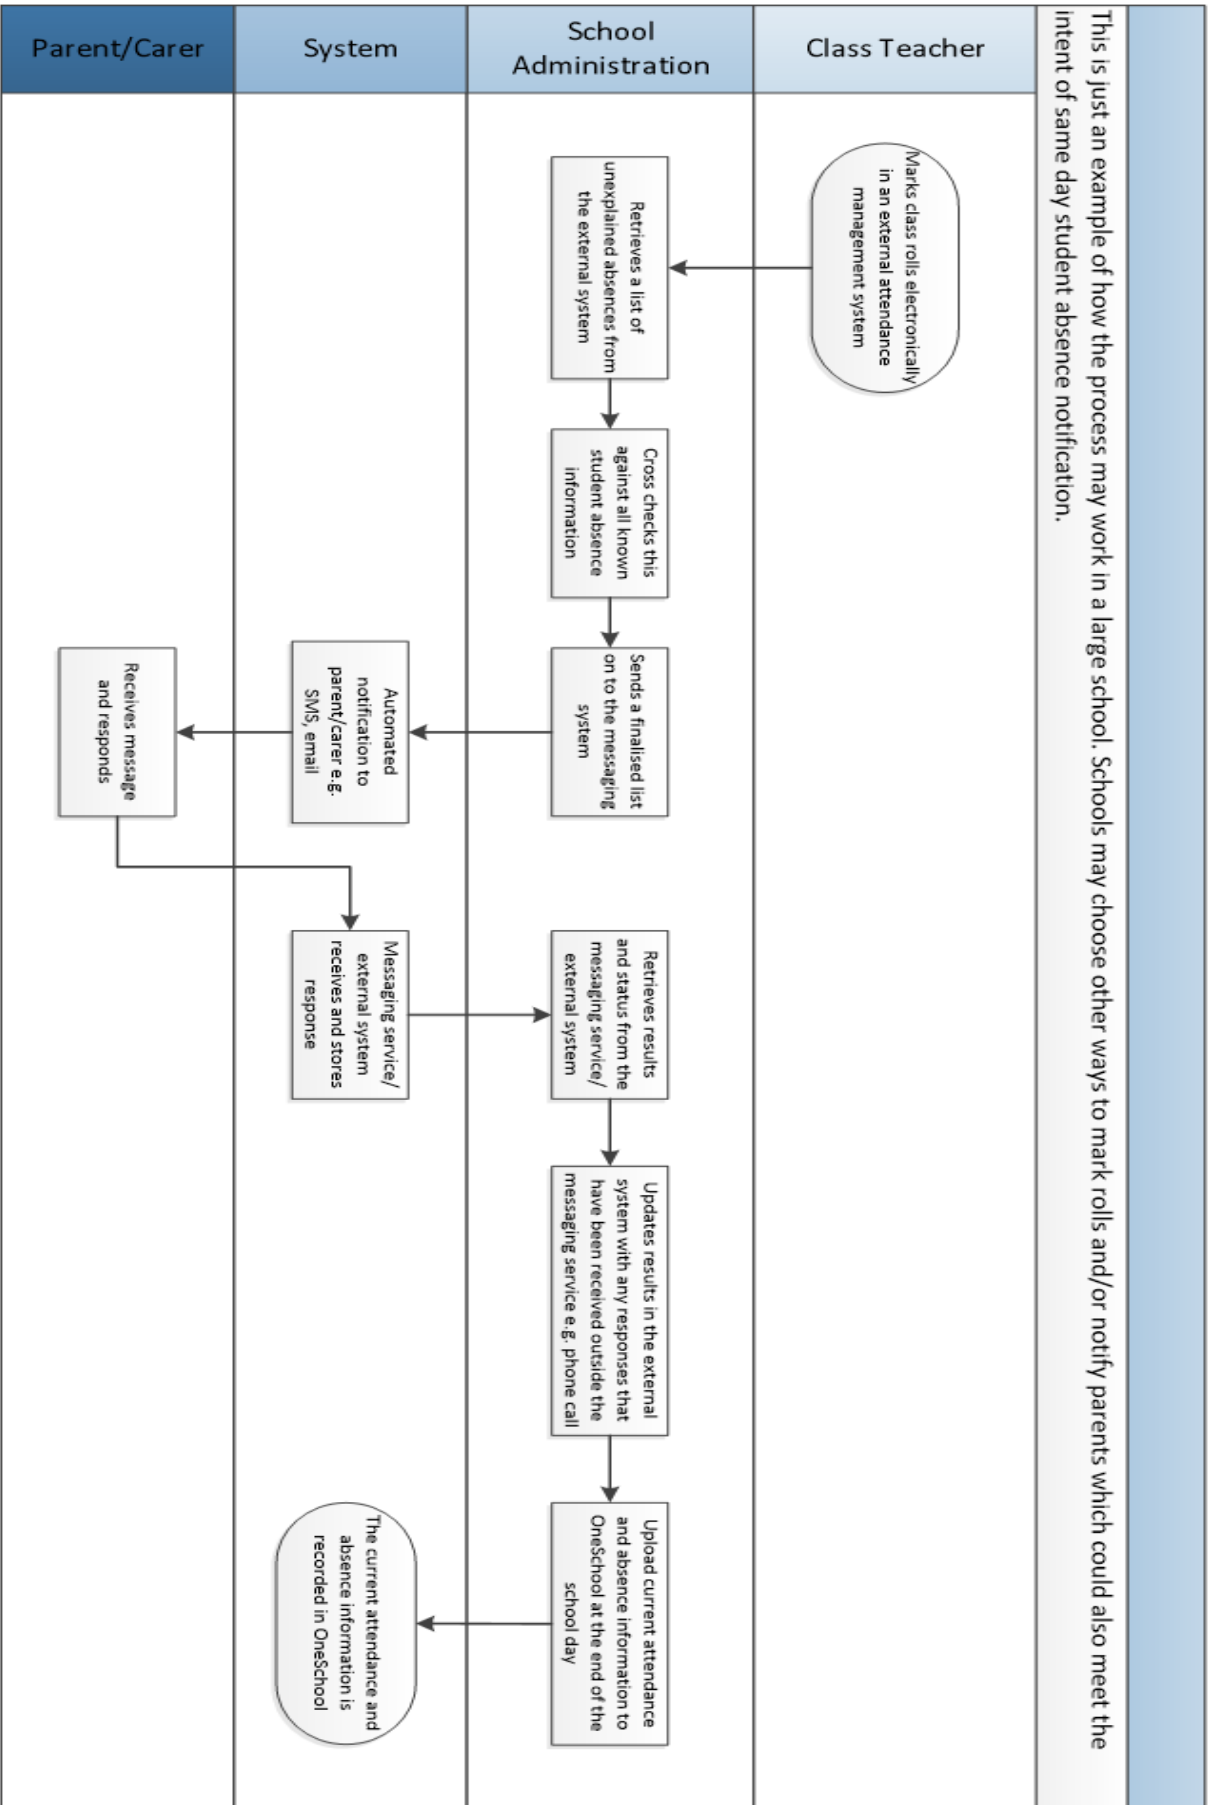 This is just an example of how the process may work in a large school. Schools may choose other ways to mark rolls and/or notify parents which could also meet the
intent of same day student absence notification.
Class Teacher
Marks class rolls electronically
in an external attendance
management system
School
Administration
Retrieves a list of
unexplained absences from
the external system
Cross checks this
against all known
student absence
information
Sends a finalised list
on to the messaging
system
Retrieves results
and status from the
messaging service/
external system
Updates results in the external
system with any responses that
have been received outside the
messaging service e.g. phone call
Upload current attendance
and absence information to
OneSchool at the end of the
school day
System
Automated
notification to
parent/carer e.g.
SMS, email
Messaging service/
external system
receives and stores
response
The current attendance and
absence information is
recorded in OneSchool
Parent/Carer
Receives message
and responds